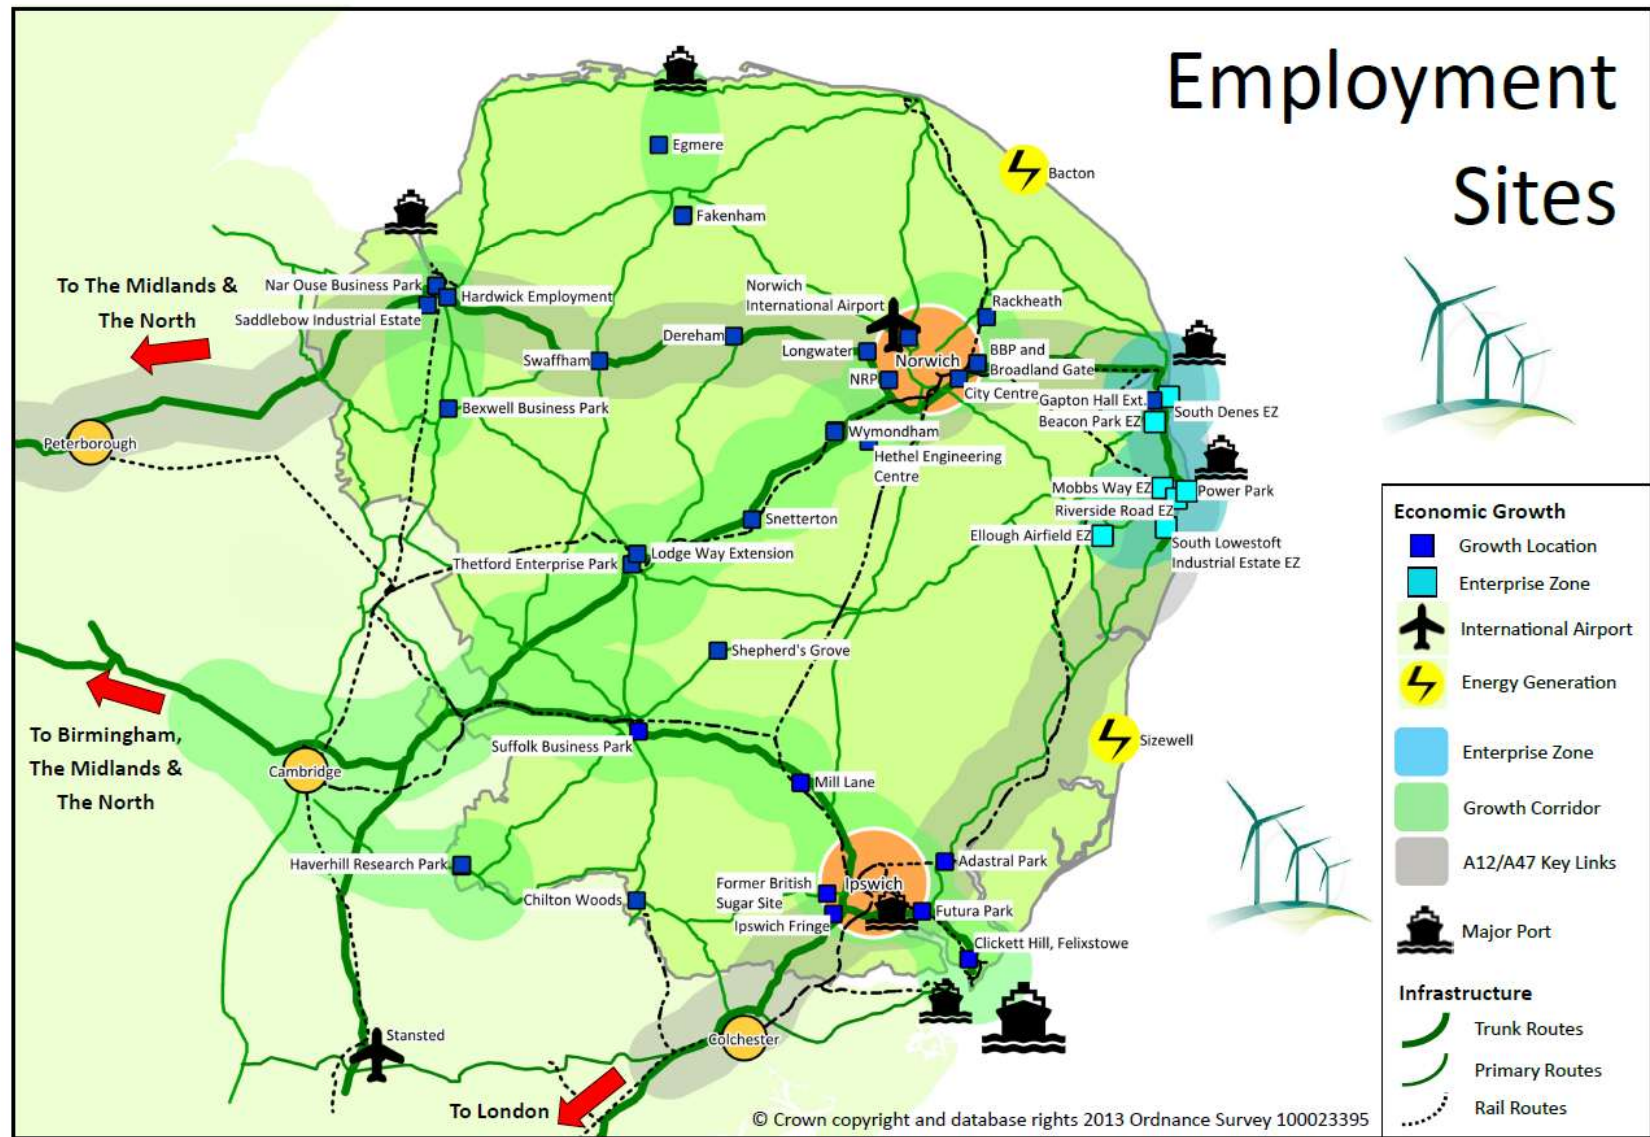 Employment
Sites
Egmere
Bacton
Fakenham
To The Midlands &
The North
Nar Ouse Business Park
Hardwick Employment
Saddlebow Industrial Estate
Norwich
International Airport
Rackheath
Dereham
Longwater
Swaffham
Norwich
BBP and
Broadland Gate
NRP
City Centre
Gapton Hall Ext.
South Denes EZ
Beacon Park EZ
Bexwell Business Park
Peterborough
Wymondham
Hethel Engineering
Centre
Mobbs Way EZ
Power Park
Riverside Road EZ
Snetterton
Ellough Airfield EZ
South Lowestoft
Industrial Estate EZ
Lodge Way Extension
Thetford Enterprise Park
Shepherd's Grove
To Birmingham,
The Midlands &
The North
Suffolk Business Park
Sizewell
Cambridge
Mill Lane
Haverhill Research Park
Adastral Park
Former British
Sugar Site
Ipswich
Chilton Woods
Ipswich Fringe
Futura Park
Clickett Hill, Felixstowe
Stansted
Colchester
To London
Economic Growth
Growth Location
Enterprise Zone
International Airport
Energy Generation
Enterprise Zone
Growth Corridor
A12/A47 Key Links
Major Port
Infrastructure
Trunk Routes
Primary Routes
Rail Routes
© Crown copyright and database rights 2013 Ordnance Survey 100023395